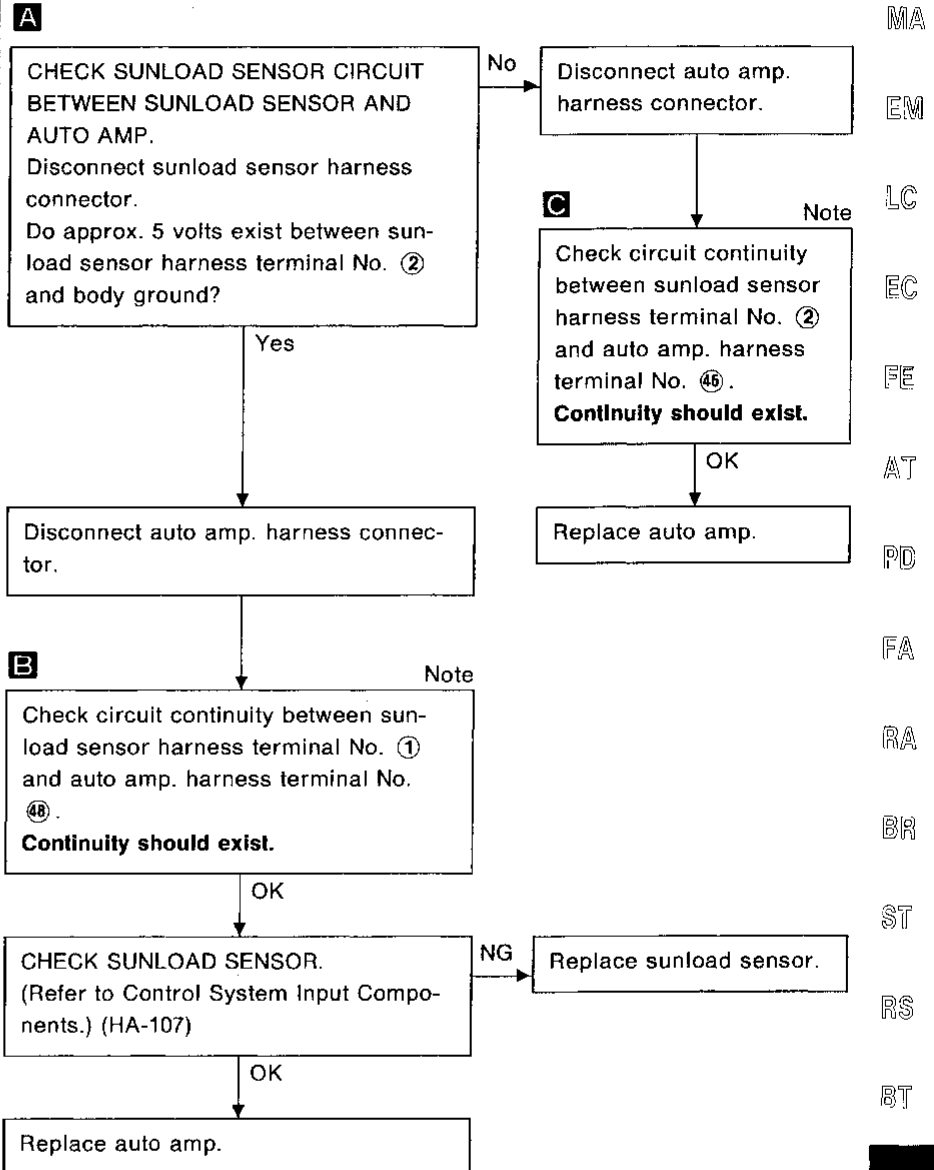 A
CHECK SUNLOAD SENSOR CIRCUIT
BETWEEN SUNLOAD SENSOR AND
AUTO AMP.
Disconnect sunload sensor harness
connector.
Do approx. 5 volts exist between sun-
load sensor harness terminal No. ②
and body ground?
No
Disconnect auto amp.
harness connector.
C
Note
Check circuit continuity
between sunload sensor
harness terminal No. ②
and auto amp. harness
terminal No. ㊻.
Continuity should exist.
OK
Replace auto amp.
Yes
Disconnect auto amp. harness connec-
tor.
B
Note
Check circuit continuity between sun-
load sensor harness terminal No. ①
and auto amp. harness terminal No.
㊽.
Continuity should exist.
OK
CHECK SUNLOAD SENSOR.
(Refer to Control System Input Compo-
nents.) (HA-107)
NG
Replace sunload sensor.
OK
Replace auto amp.
MA
EM
LC
EC
FE
AT
PD
FA
RA
BR
ST
RS
BT